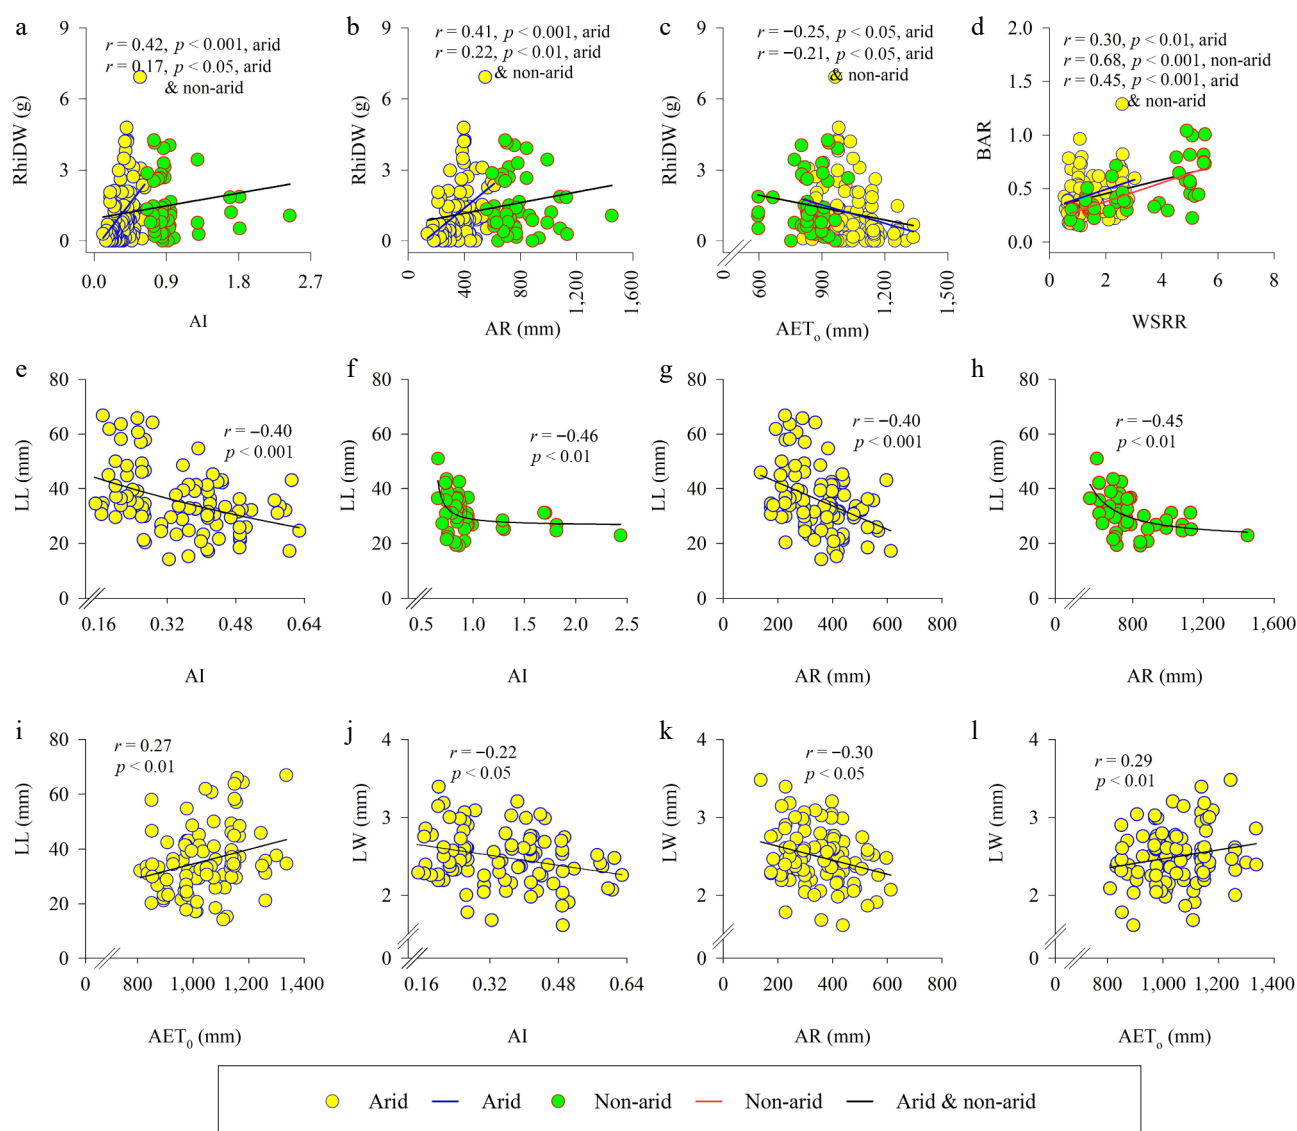 a
r = 0.42, p < 0.001, arid
r = 0.17, p < 0.05, arid
& non-arid
RhiDW (g)
9
6
3
0
0.0 0.9 1.8 2.7
AI
b
r = 0.41, p < 0.001, arid
r = 0.22, p < 0.01, arid
& non-arid
RhiDW (g)
9
6
3
0
0 400 800 1,200 1,600
AR (mm)
c
r = −0.25, p < 0.05, arid
r = −0.21, p < 0.05, arid
& non-arid
RhiDW (g)
9
6
3
0
0 600 900 1,200 1,500
AETo (mm)
d
r = 0.30, p < 0.01, arid
r = 0.68, p < 0.001, non-arid
r = 0.45, p < 0.001, arid
& non-arid
BAR
2.0
1.5
1.0
0.5
0.0
0 2 4 6 8
WSRR
e
r = −0.40
p < 0.001
LL (mm)
80
60
40
20
0
0.16 0.32 0.48 0.64
AI
f
r = −0.46
p < 0.01
LL (mm)
80
60
40
20
0
0.5 1.0 1.5 2.0 2.5
AI
g
r = −0.40
p < 0.001
LL (mm)
80
60
40
20
0
0 200 400 600 800
AR (mm)
h
r = −0.45
p < 0.01
LL (mm)
80
60
40
20
0
0 800 1,200 1,600
AR (mm)
i
r = 0.27
p < 0.01
LL (mm)
80
60
40
20
0
0 800 1,000 1,200 1,400
AET0 (mm)
j
r = −0.22
p < 0.05
LW (mm)
4
3
2
0
0.16 0.32 0.48 0.64
AI
k
r = −0.30
p < 0.05
LW (mm)
4
3
2
0
0 200 400 600 800
AR (mm)
l
r = 0.29
p < 0.01
LW (mm)
4
3
2
0
0 800 1,000 1,200 1,400
AETo (mm)
Arid Arid Non-arid Non-arid Arid & non-arid